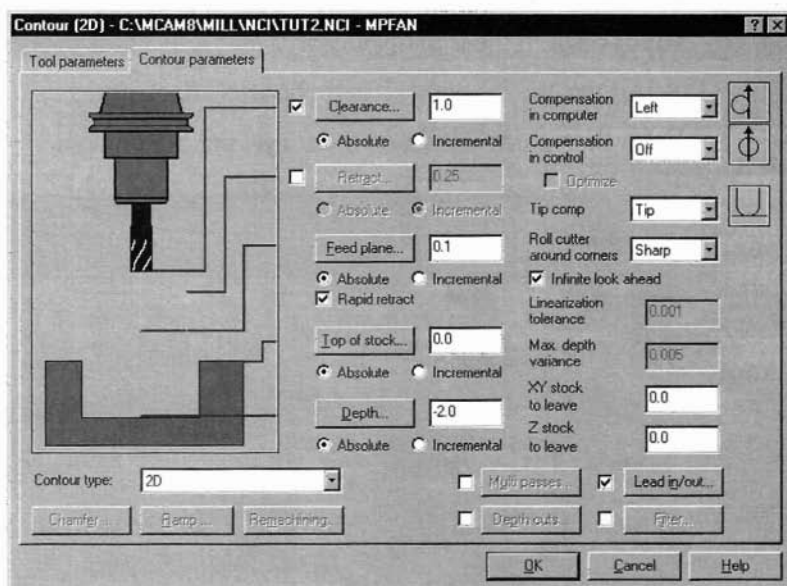 Contour (2D) - C:\MCAM8\MILL\NCI\TUT2.NCI - MPFAN
Tool parameters
Contour parameters
Clearance...
1.0
Absolute
Incremental
Retract...
0.25
Absolute
Incremental
Feed plane...
0.1
Absolute
Incremental
Rapid retract
Top of stock...
0.0
Absolute
Incremental
Depth...
-2.0
Absolute
Incremental
Compensation
in computer
Left
Compensation
in control
Off
Optimize
Tip comp
Tip
Roll cutter
around corners
Sharp
Infinite look ahead
Linearization
tolerance
0.001
Max. depth
variance
0.005
XY stock
to leave
0.0
Z stock
to leave
0.0
Contour type:
2D
Multi passes...
Lead in/out...
Chamfer...
Ramp...
Remachining...
Depth cuts...
Filter...
OK
Cancel
Help